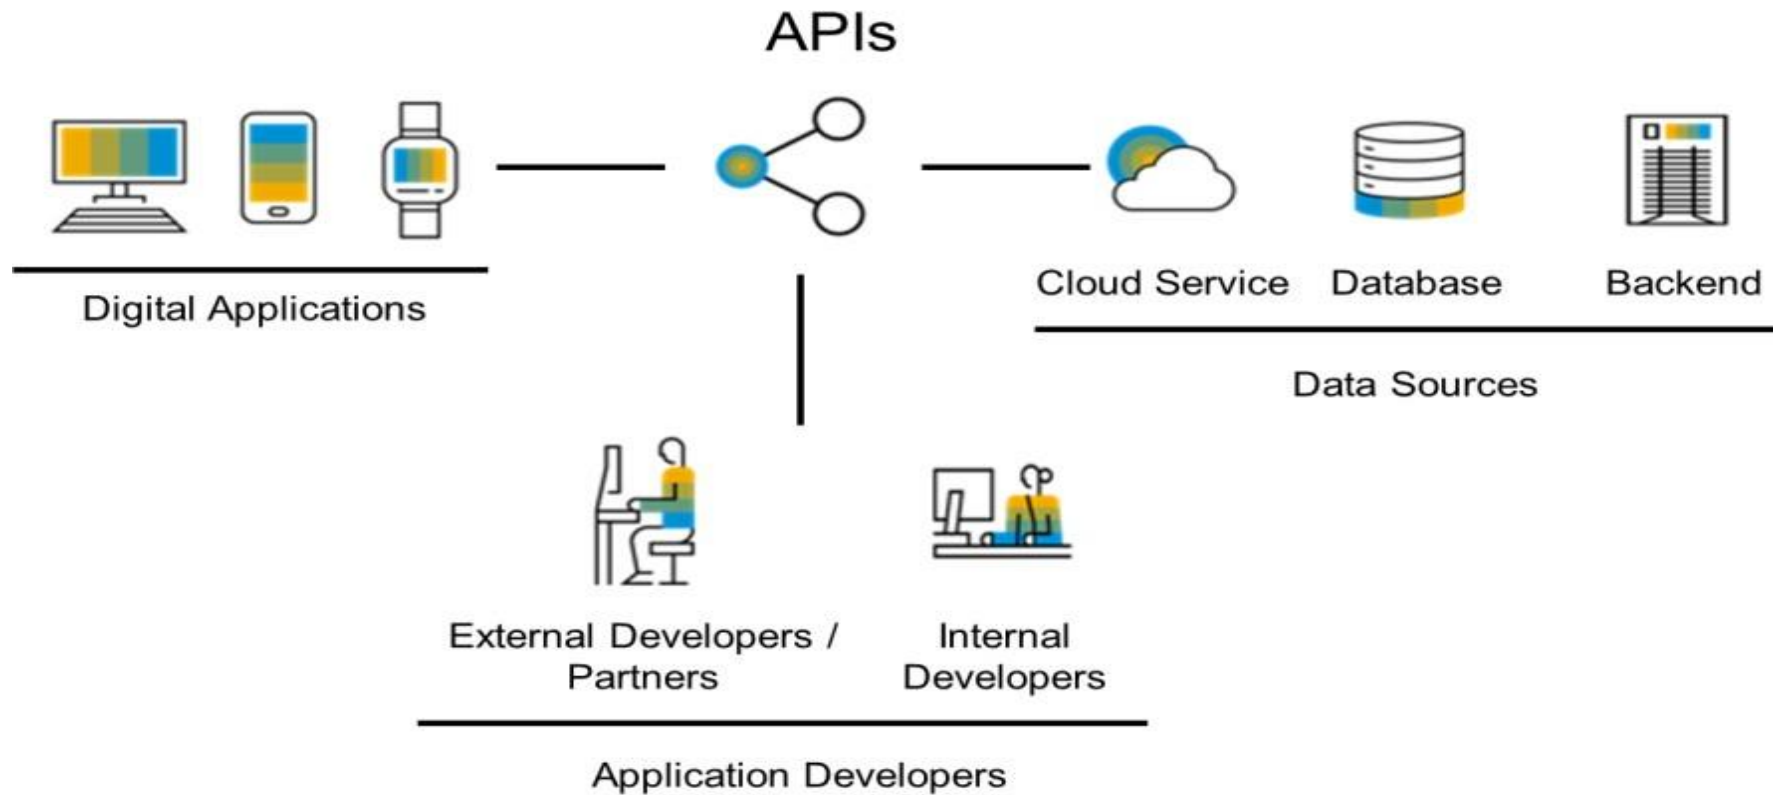 APIs
Digital Applications
Cloud Service
Database
Backend
Data Sources
External Developers /
Partners
Internal
Developers
Application Developers